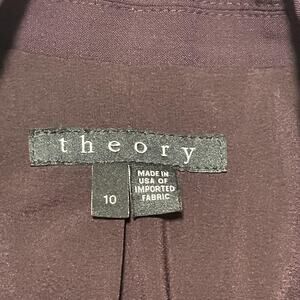 theory
10
MADE IN
USA OF
IMPORTED
FABRIC